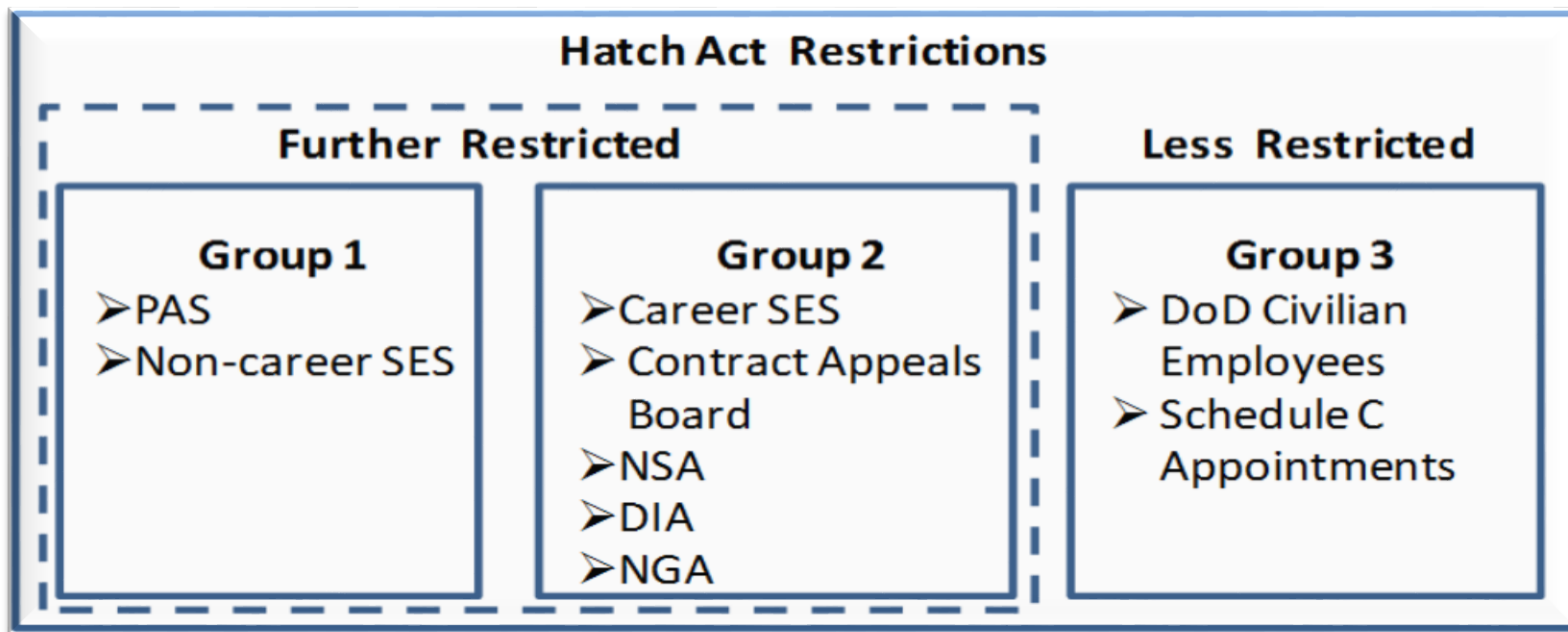 Hatch Act Restrictions
Further Restricted
Less Restricted
Group 1
➢PAS
➢Non-career SES
Group 2
➢Career SES
➢ Contract Appeals
Board
➢NSA
➢DIA
➢NGA
Group 3
➢ DoD Civilian
Employees
➢ Schedule C
Appointments